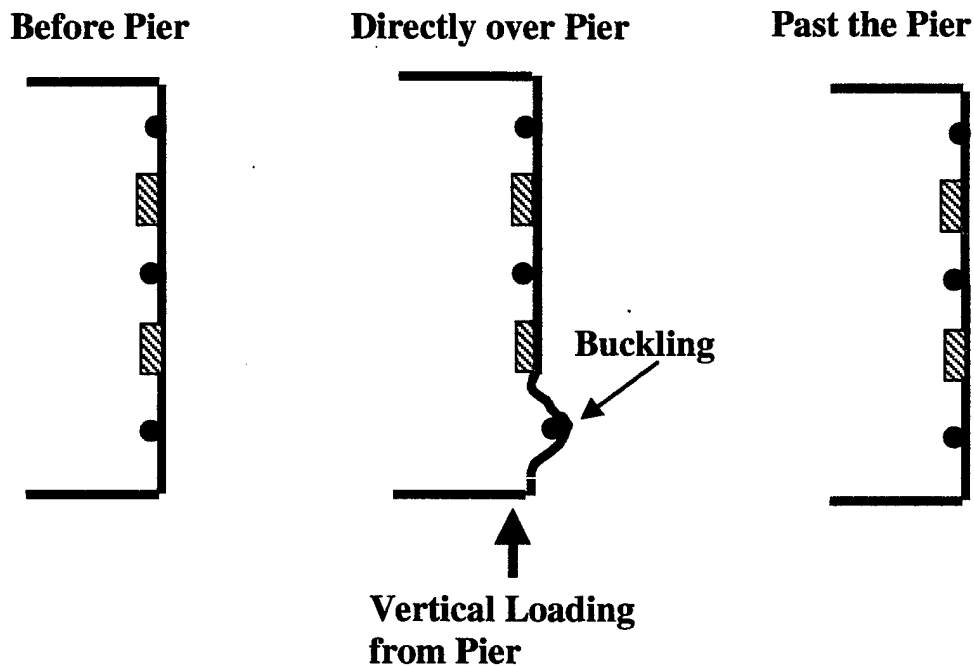 Before Pier
Directly over Pier
Past the Pier
Buckling
Vertical Loading
from Pier